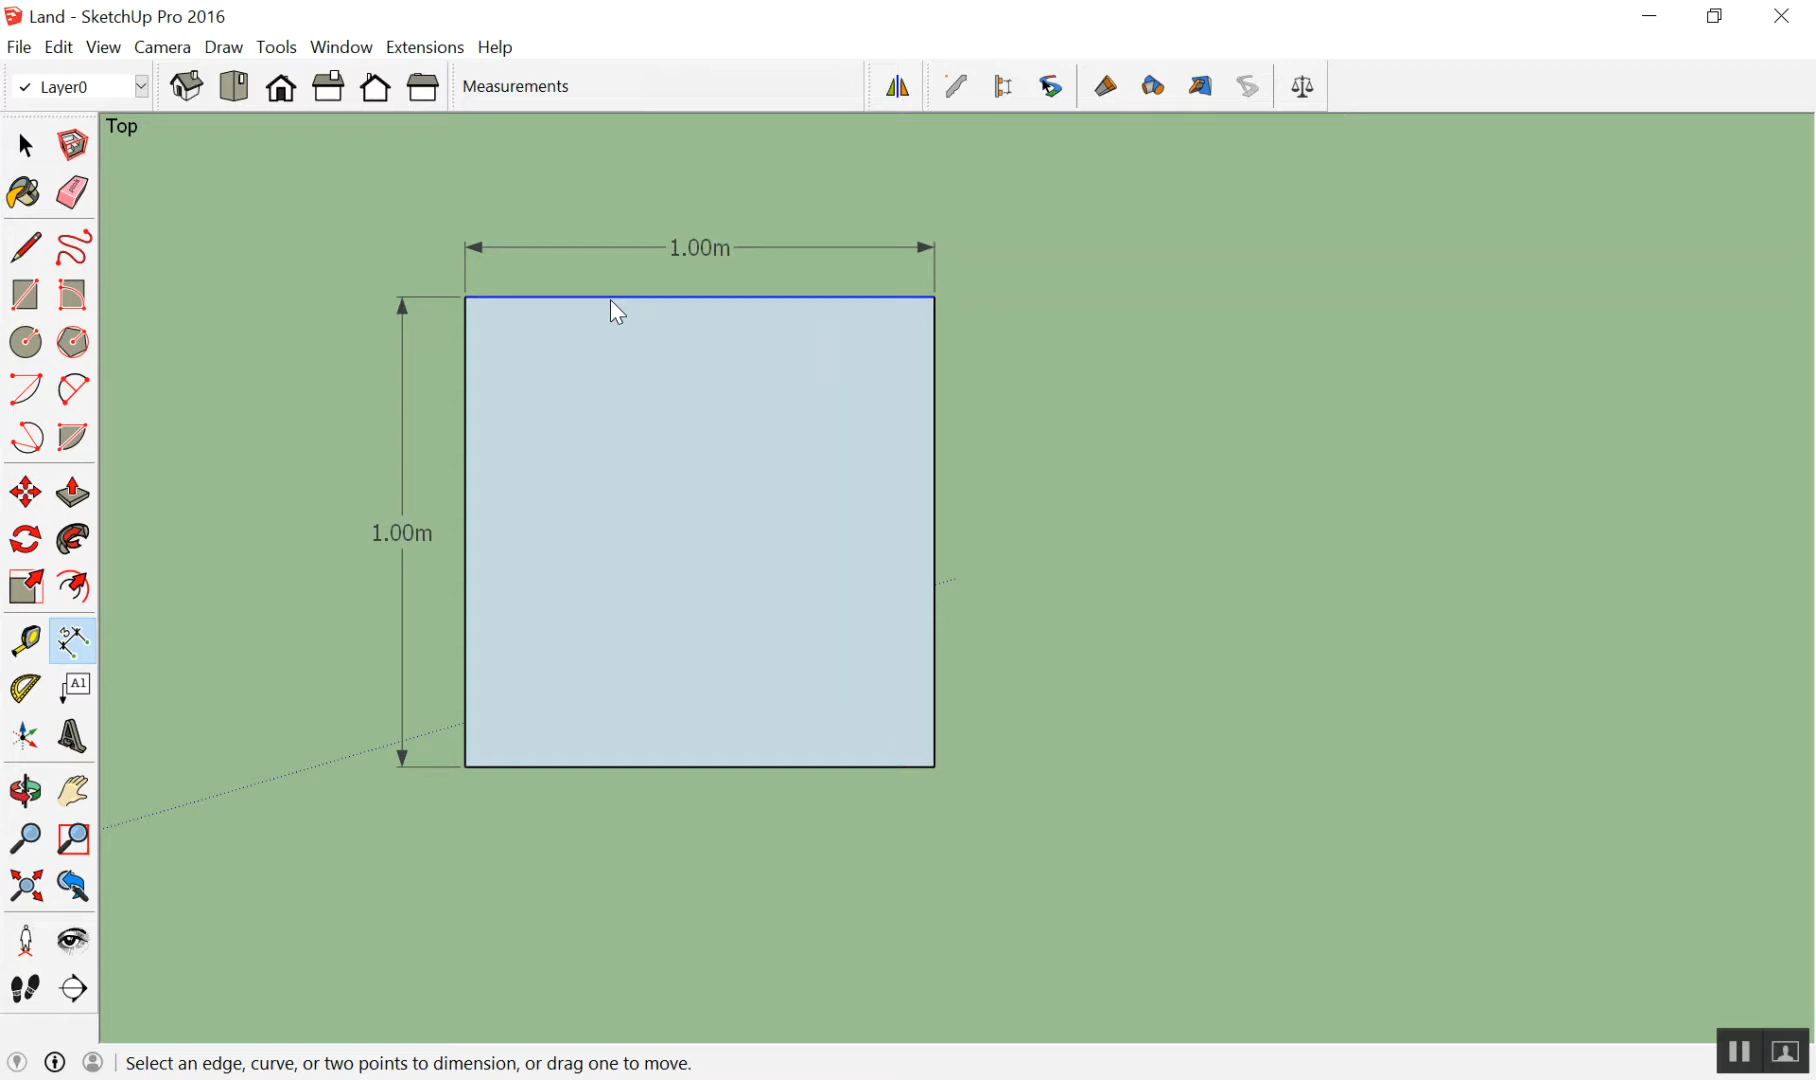 Land - SketchUp Pro 2016
File Edit View Camera Draw Tools Window Extensions Help
Layer0
Measurements
Top
1.00m
1.00m
A1
Select an edge, curve, or two points to dimension, or drag one to move.